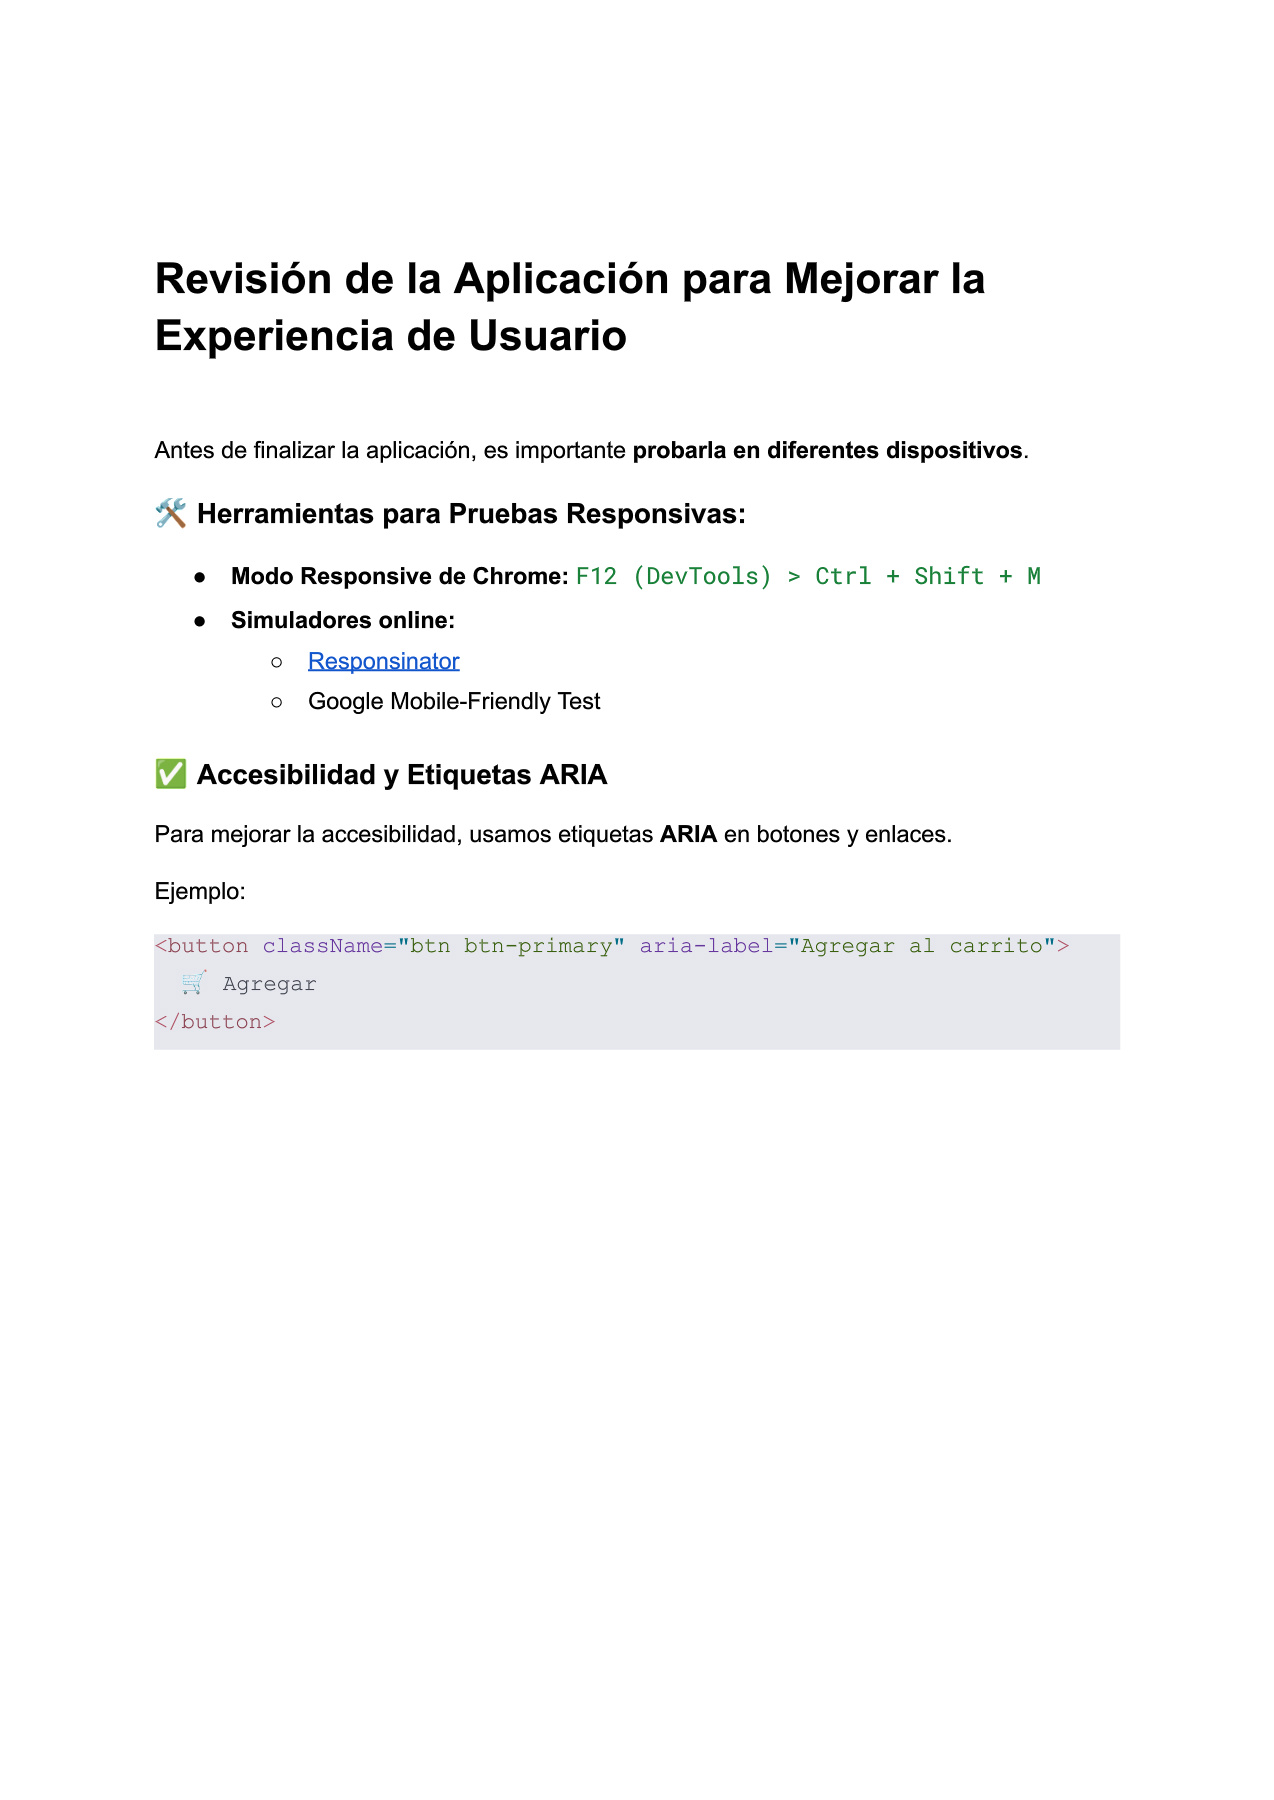 Revisión de la Aplicación para Mejorar la
Experiencia de Usuario
Antes de finalizar la aplicación, es importante probarla en diferentes dispositivos.
🛠️ Herramientas para Pruebas Responsivas:
● Modo Responsive de Chrome: F12 (DevTools) > Ctrl + Shift + M
● Simuladores online:
○ Responsinator
○ Google Mobile-Friendly Test
✅ Accesibilidad y Etiquetas ARIA
Para mejorar la accesibilidad, usamos etiquetas ARIA en botones y enlaces.
Ejemplo:
<button className="btn btn-primary" aria-label="Agregar al carrito">
🛒 Agregar
</button>